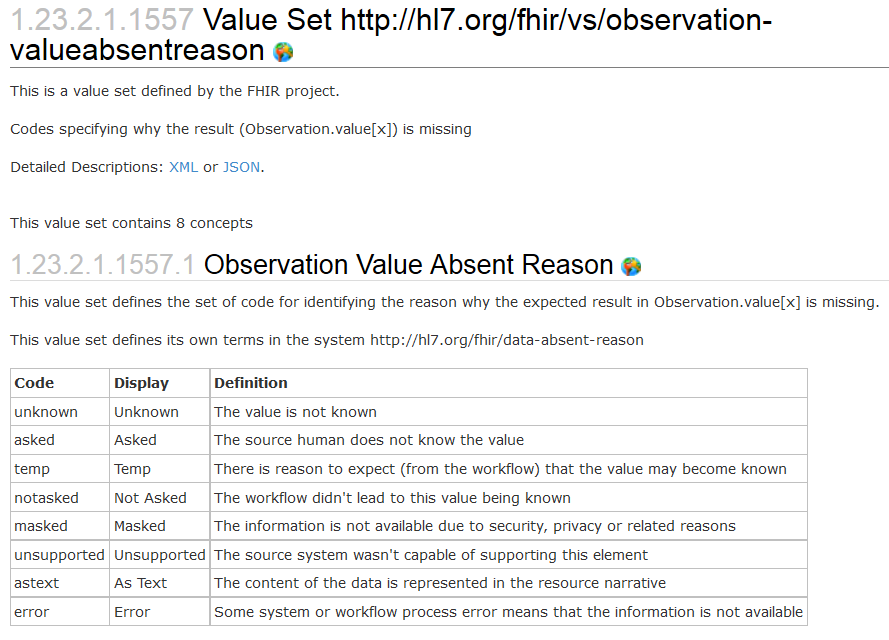 1.23.2.1.1557 Value Set http://hl7.org/fhir/vs/observation-
valueabsentreason
This is a value set defined by the FHIR project.
Codes specifying why the result (Observation.value[x]) is missing
Detailed Descriptions: XML or JSON.
This value set contains 8 concepts
1.23.2.1.1557.1 Observation Value Absent Reason
This value set defines the set of code for identifying the reason why the expected result in Observation.value[x] is missing.
This value set defines its own terms in the system http://hl7.org/fhir/data-absent-reason
Code Display Definition
unknown Unknown The value is not known
asked Asked The source human does not know the value
temp Temp There is reason to expect (from the workflow) that the value may become known
notasked Not Asked The workflow didn't lead to this value being known
masked Masked The information is not available due to security, privacy or related reasons
unsupported Unsupported The source system wasn't capable of supporting this element
astext As Text The content of the data is represented in the resource narrative
error Error Some system or workflow process error means that the information is not available